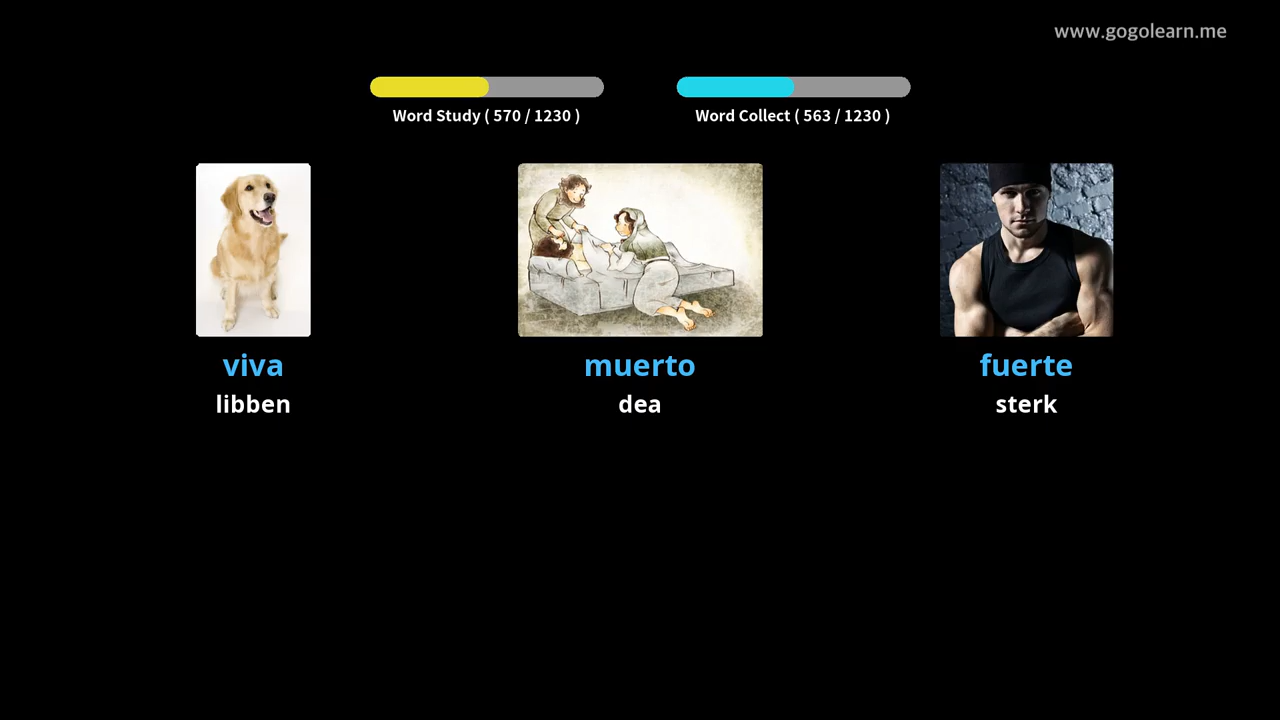 www.gogolearn.me
Word Study ( 570 / 1230 )
Word Collect ( 563 / 1230 )
viva
libben
muerto
dea
fuerte
sterk